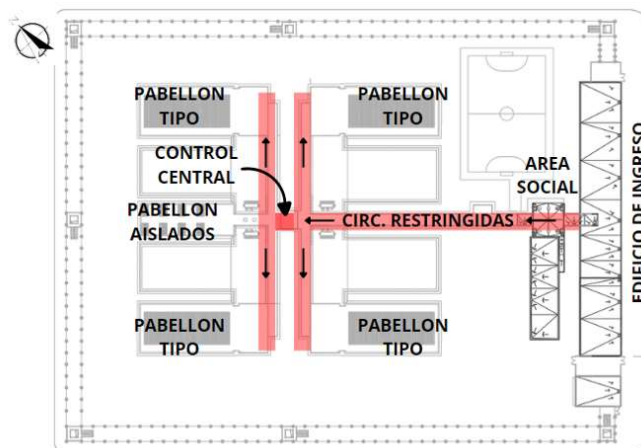 PABELLON
TIPO
PABELLON
TIPO
CONTROL
CENTRAL
AREA
SOCIAL
PABELLON
AISLADOS
CIRC. RESTRINGIDAS
EDIFICIO DE INGRESO
PABELLON
TIPO
PABELLON
TIPO